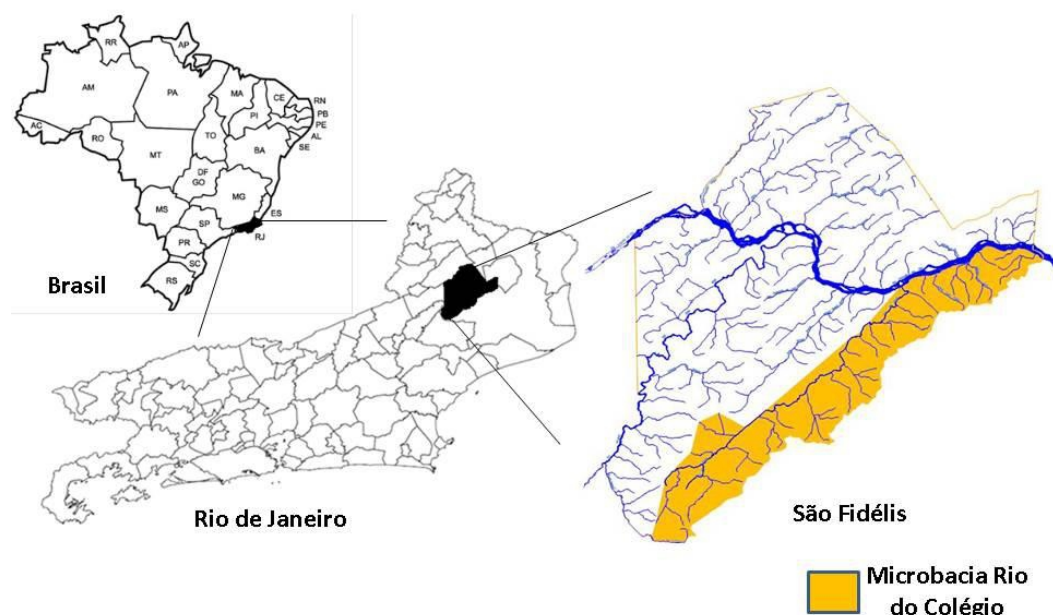 RR
AP
AM
PA
MA
CE
RN
PB
PE
AL
SE
PI
AC
RO
TO
MT
BA
DF
GO
MG
MS
ES
SP
RJ
PR
SC
RS
Brasil
Rio de Janeiro
São Fidélis
Microbacia Rio
do Colégio